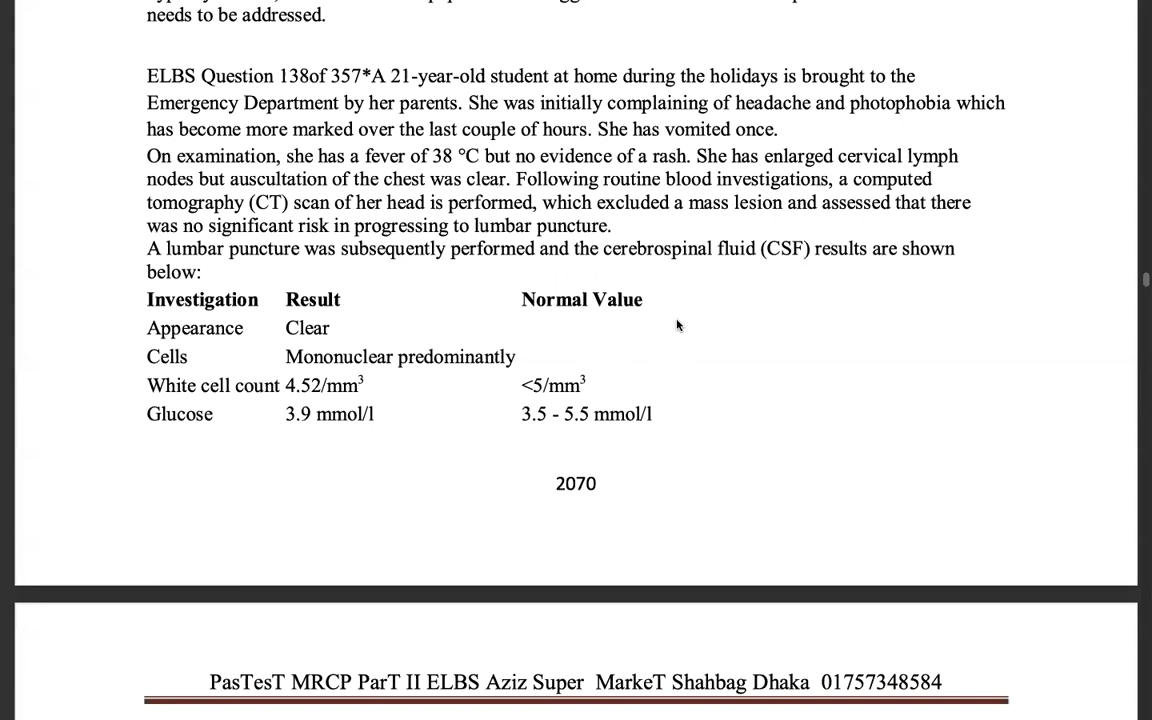 needs to be addressed.
ELBS Question 138of 357*A 21-year-old student at home during the holidays is brought to the
Emergency Department by her parents. She was initially complaining of headache and photophobia which
has become more marked over the last couple of hours. She has vomited once.
On examination, she has a fever of 38 °C but no evidence of a rash. She has enlarged cervical lymph
nodes but auscultation of the chest was clear. Following routine blood investigations, a computed
tomography (CT) scan of her head is performed, which excluded a mass lesion and assessed that there
was no significant risk in progressing to lumbar puncture.
A lumbar puncture was subsequently performed and the cerebrospinal fluid (CSF) results are shown
below:
Investigation Result Normal Value
Appearance Clear
Cells Mononuclear predominantly
White cell count 4.52/mm³ <5/mm³
Glucose 3.9 mmol/l 3.5 - 5.5 mmol/l
2070
PasTesT MRCP ParT II ELBS Aziz Super MarkeT Shahbag Dhaka 01757348584